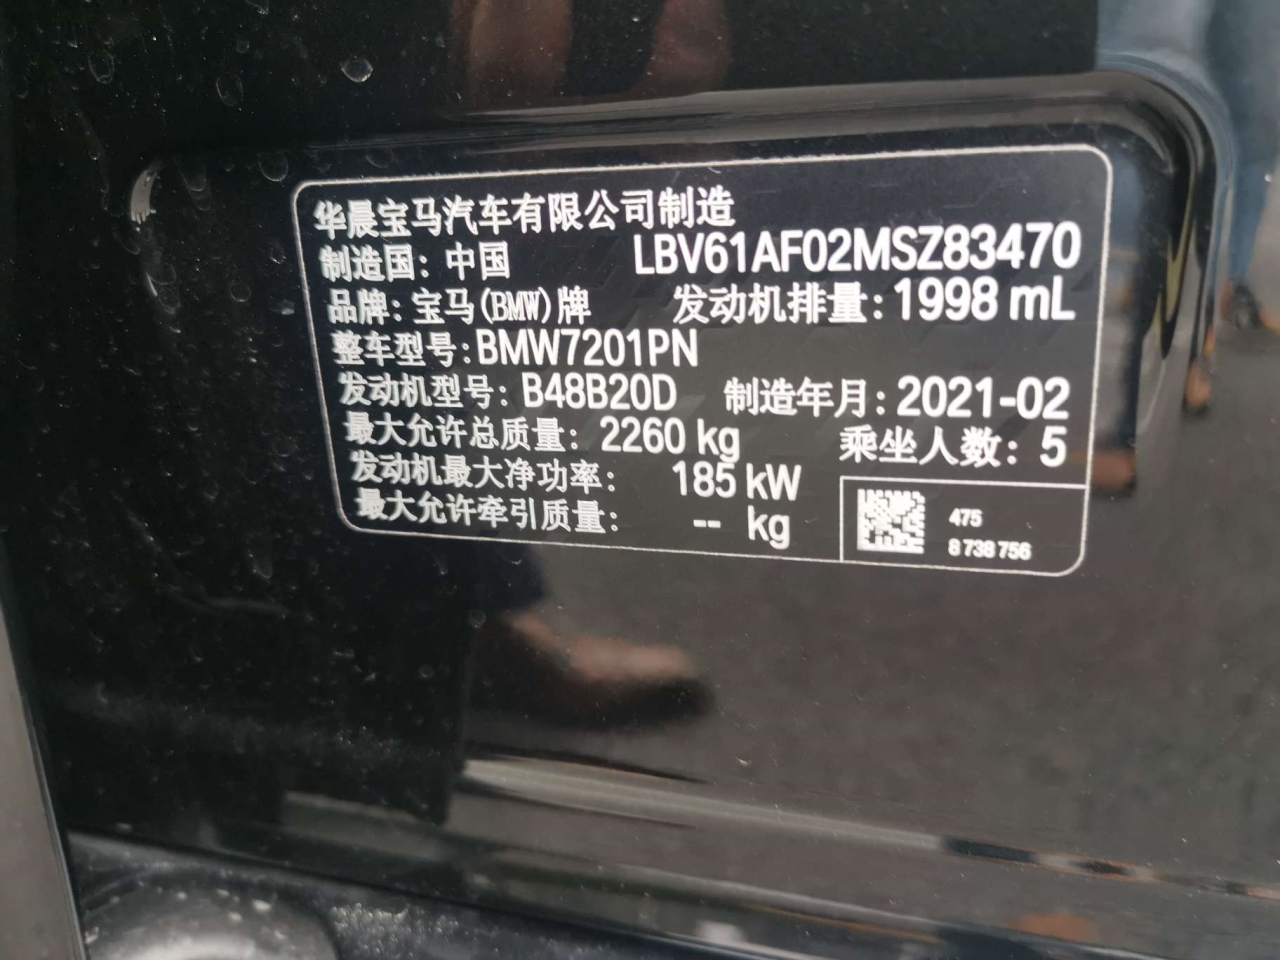 华晨宝马汽车有限公司制造
制造国：中国 LBV61AF02MSZ83470
品牌：宝马(BMW)牌 发动机排量：1998 mL
整车型号：BMW7201PN
发动机型号：B48B20D 制造年月：2021-02
最大允许总质量：2260 kg 乘坐人数：5
发动机最大净功率：185 kW
最大允许牵引质量：-- kg
475
8 738 756